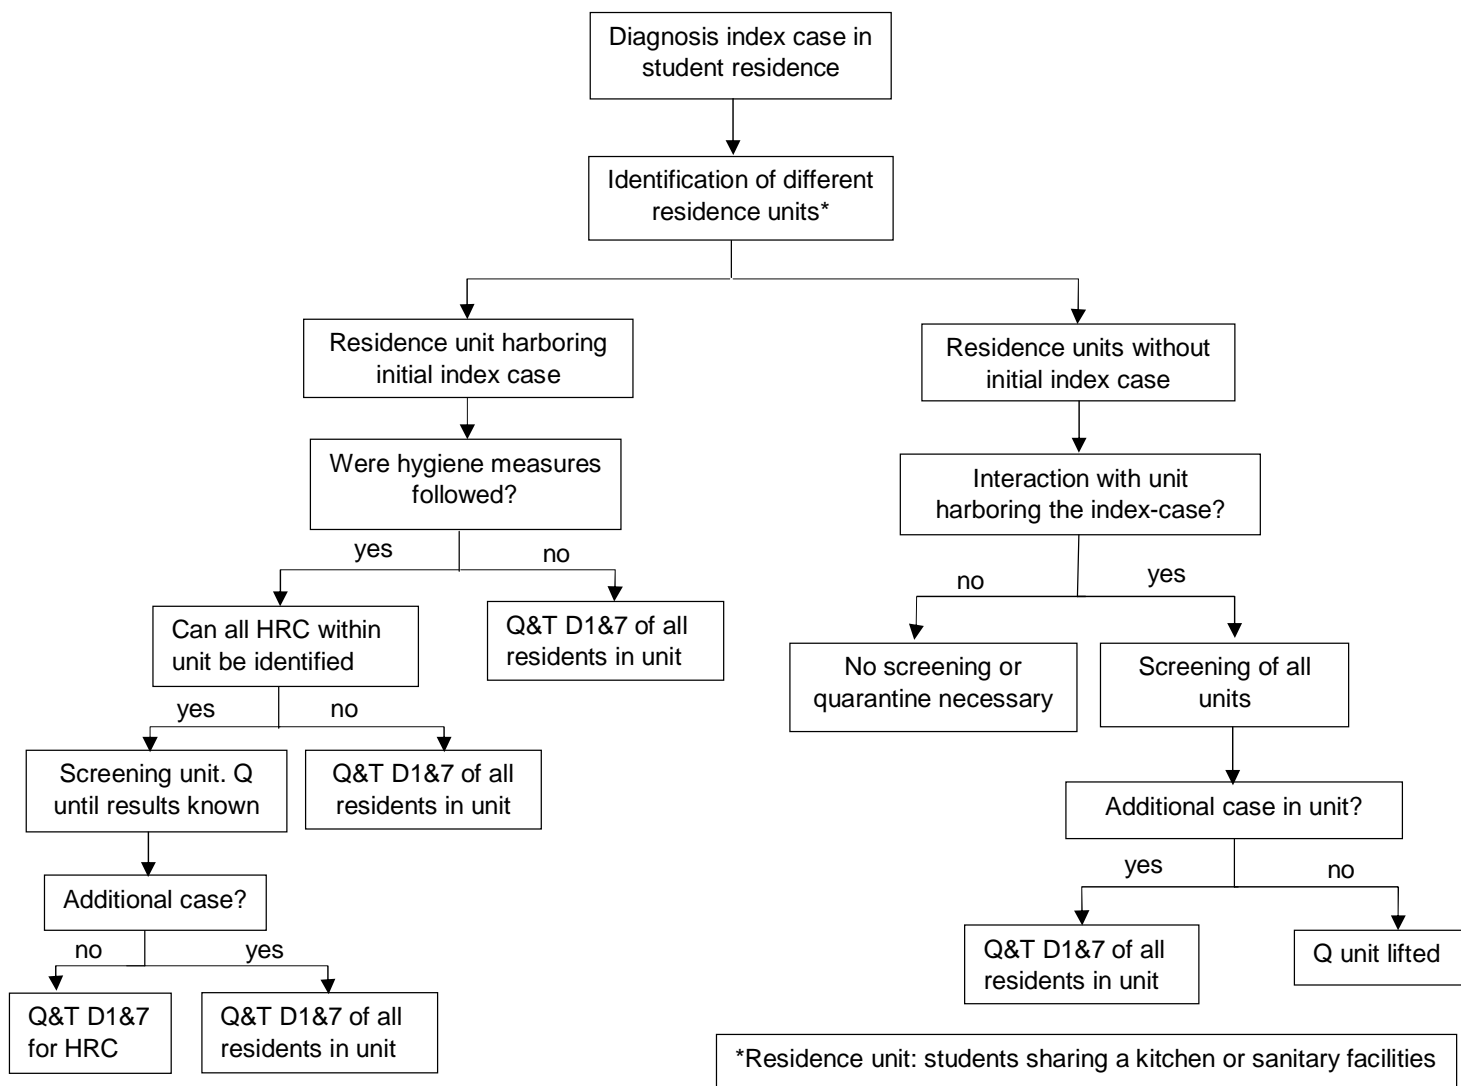 Diagnosis index case in
student residence
Identification of different
residence units*
Residence unit harboring
initial index case
Residence units without
initial index case
Were hygiene measures
followed?
Interaction with unit
harboring the index-case?
yes
no
no
yes
Can all HRC within
unit be identified
Q&T D1&7 of all
residents in unit
No screening or
quarantine necessary
Screening of all
units
yes
no
Screening unit. Q
until results known
Q&T D1&7 of all
residents in unit
Additional case in unit?
Additional case?
yes
no
no
yes
Q&T D1&7 of all
residents in unit
Q unit lifted
Q&T D1&7
for HRC
Q&T D1&7 of all
residents in unit
*Residence unit: students sharing a kitchen or sanitary facilities